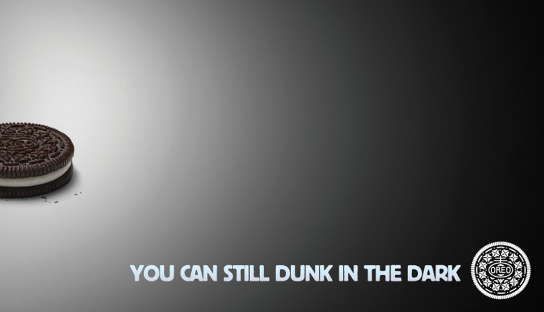 YOU CAN STILL DUNK IN THE DARK
OREO